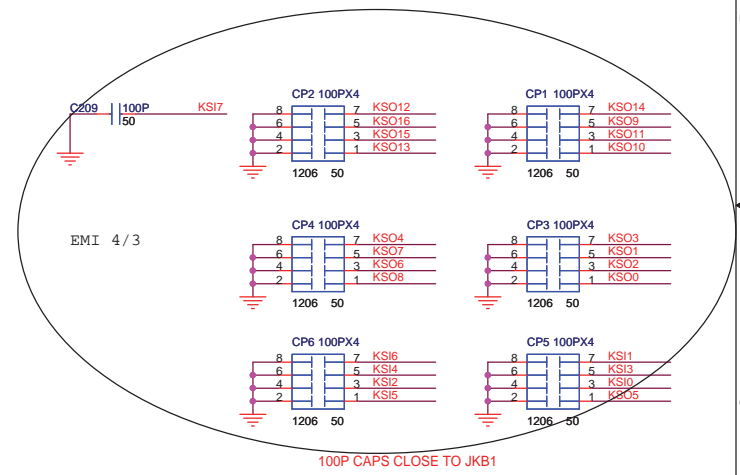 CP2 100PX4
CP1 100PX4
C209 100P KSI7
50
8 7 KSO12
6 5 KSO16
4 3 KSO15
2 1 KSO13
1206 50
8 7 KSO14
6 5 KSO9
4 3 KSO11
2 1 KSO10
1206 50
EMI 4/3
CP4 100PX4
8 7 KSO4
6 5 KSO7
4 3 KSO6
2 1 KSO8
1206 50
CP3 100PX4
8 7 KSO3
6 5 KSO1
4 3 KSO2
2 1 KSO0
1206 50
CP6 100PX4
8 7 KSI6
6 5 KSI4
4 3 KSI2
2 1 KSI5
1206 50
CP5 100PX4
8 7 KSI1
6 5 KSI3
4 3 KSI0
2 1 KSO5
1206 50
100P CAPS CLOSE TO JKB1